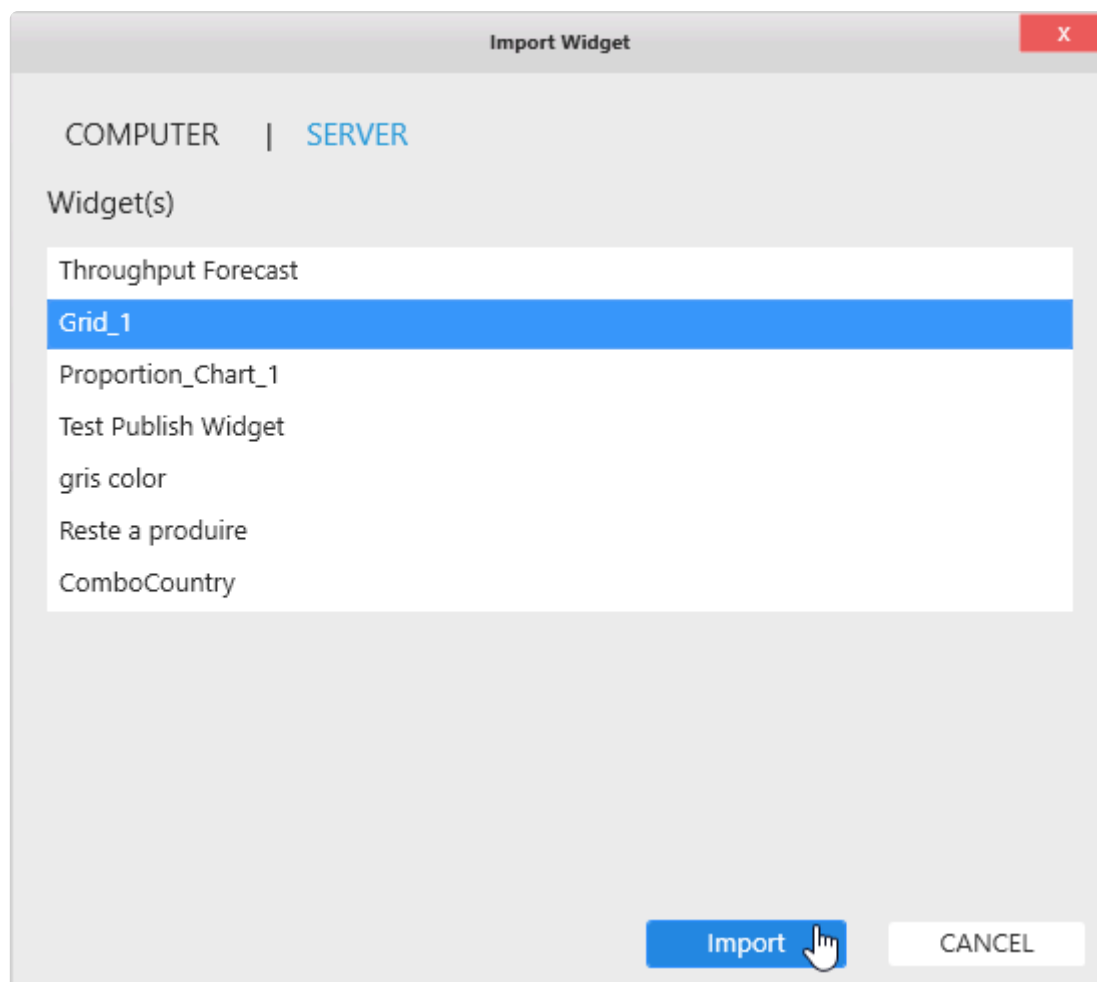 Import Widget x
COMPUTER | SERVER
Widget(s)
Throughput Forecast
Grid_1
Proportion_Chart_1
Test Publish Widget
gris color
Reste a produire
ComboCountry
Import CANCEL